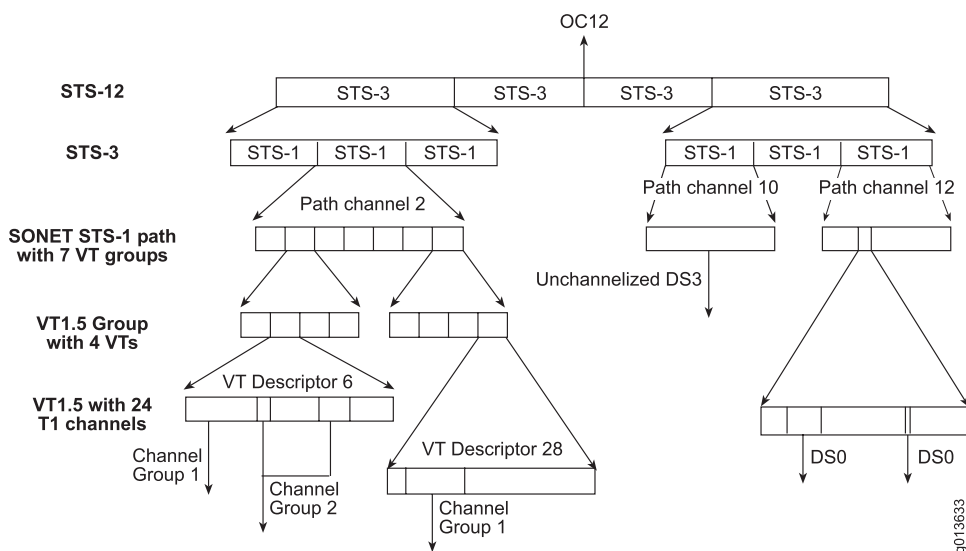 OC12
STS-12
STS-3
STS-3
STS-3
STS-3
STS-3
STS-1
STS-1
STS-1
STS-1
STS-1
STS-1
Path channel 2
Path channel 10
Path channel 12
SONET STS-1 path
with 7 VT groups
Unchannelized DS3
VT1.5 Group
with 4 VTs
VT Descriptor 6
VT1.5 with 24
T1 channels
VT Descriptor 28
Channel
Group 1
Channel
Group 2
Channel
Group 1
DS0
DS0
g013633